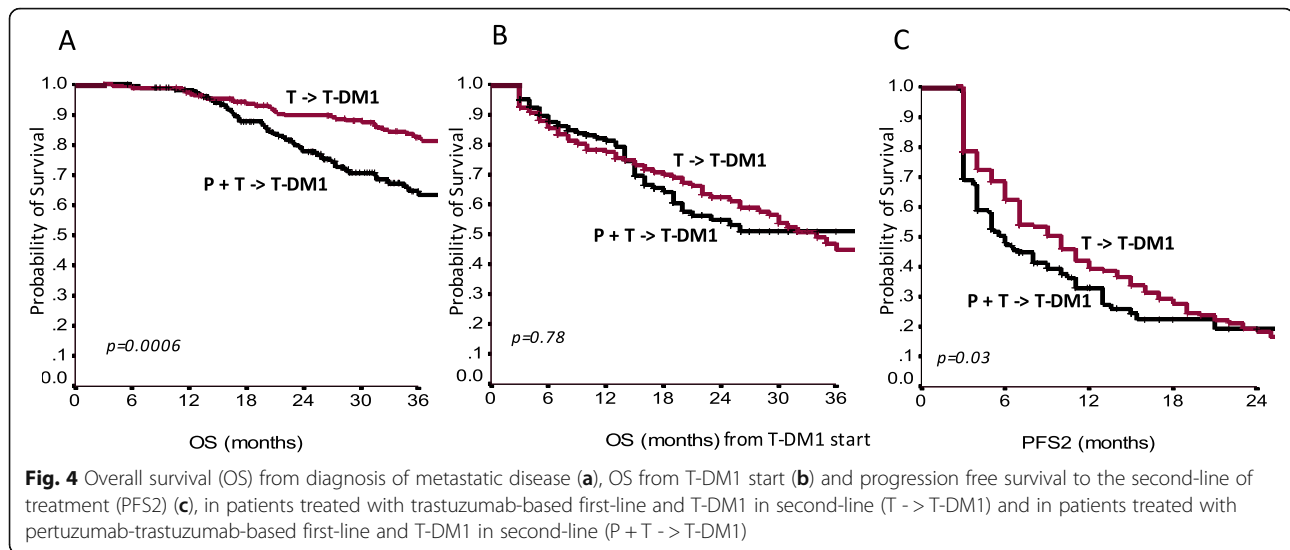 A
B
C
Probability of Survival
1.0
.9
.8
.7
.6
.5
.4
.3
.2
.1
0.0
T -> T-DM1
P + T -> T-DM1
p=0.0006
0 6 12 18 24 30 36
OS (months)
Probability of Survival
1.0
.9
.8
.7
.6
.5
.4
.3
.2
.1
0.0
T -> T-DM1
P + T -> T-DM1
p=0.78
0 6 12 18 24 30 36
OS (months) from T-DM1 start
Probability of Survival
1.0
.9
.8
.7
.6
.5
.4
.3
.2
.1
0.0
T -> T-DM1
P + T -> T-DM1
p=0.03
0 6 12 18 24
PFS2 (months)
Fig. 4 Overall survival (OS) from diagnosis of metastatic disease (a), OS from T-DM1 start (b) and progression free survival to the second-line of
treatment (PFS2) (c), in patients treated with trastuzumab-based first-line and T-DM1 in second-line (T - > T-DM1) and in patients treated with
pertuzumab-trastuzumab-based first-line and T-DM1 in second-line (P + T - > T-DM1)